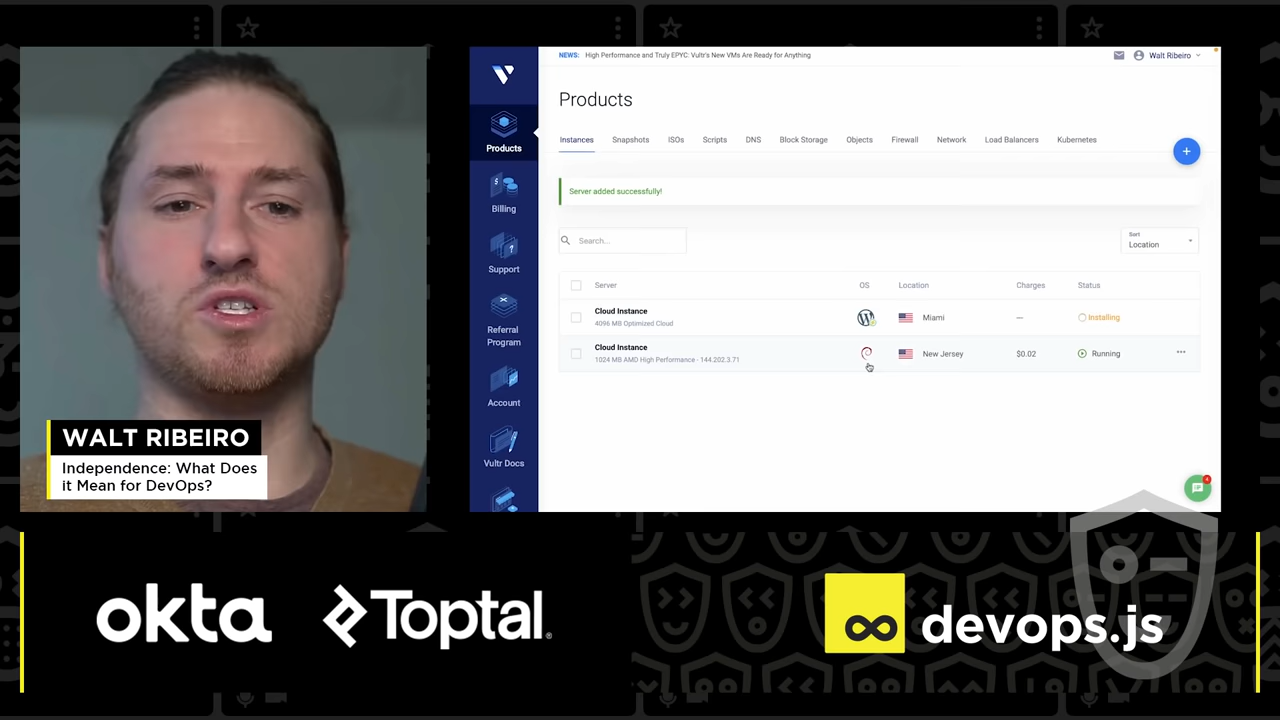 WALT RIBEIRO
Independence: What Does
it Mean for DevOps?
NEWS: High Performance and Truly EPYC: Vultr's New VMs Are Ready for Anything
Walt Ribeiro
Products
Products
Billing
Support
Referral
Program
Account
Vultr Docs
Instances Snapshots ISOs Scripts DNS Block Storage Objects Firewall Network Load Balancers Kubernetes
+
Server added successfully!
Search...
Sort
Location
Server OS Location Charges Status
Cloud Instance
4096 MB Optimized Cloud
Miami — Installing
Cloud Instance
1024 MB AMD High Performance - 144.202.3.71
New Jersey $0.02 Running
4
okta
Toptal®
devops.js